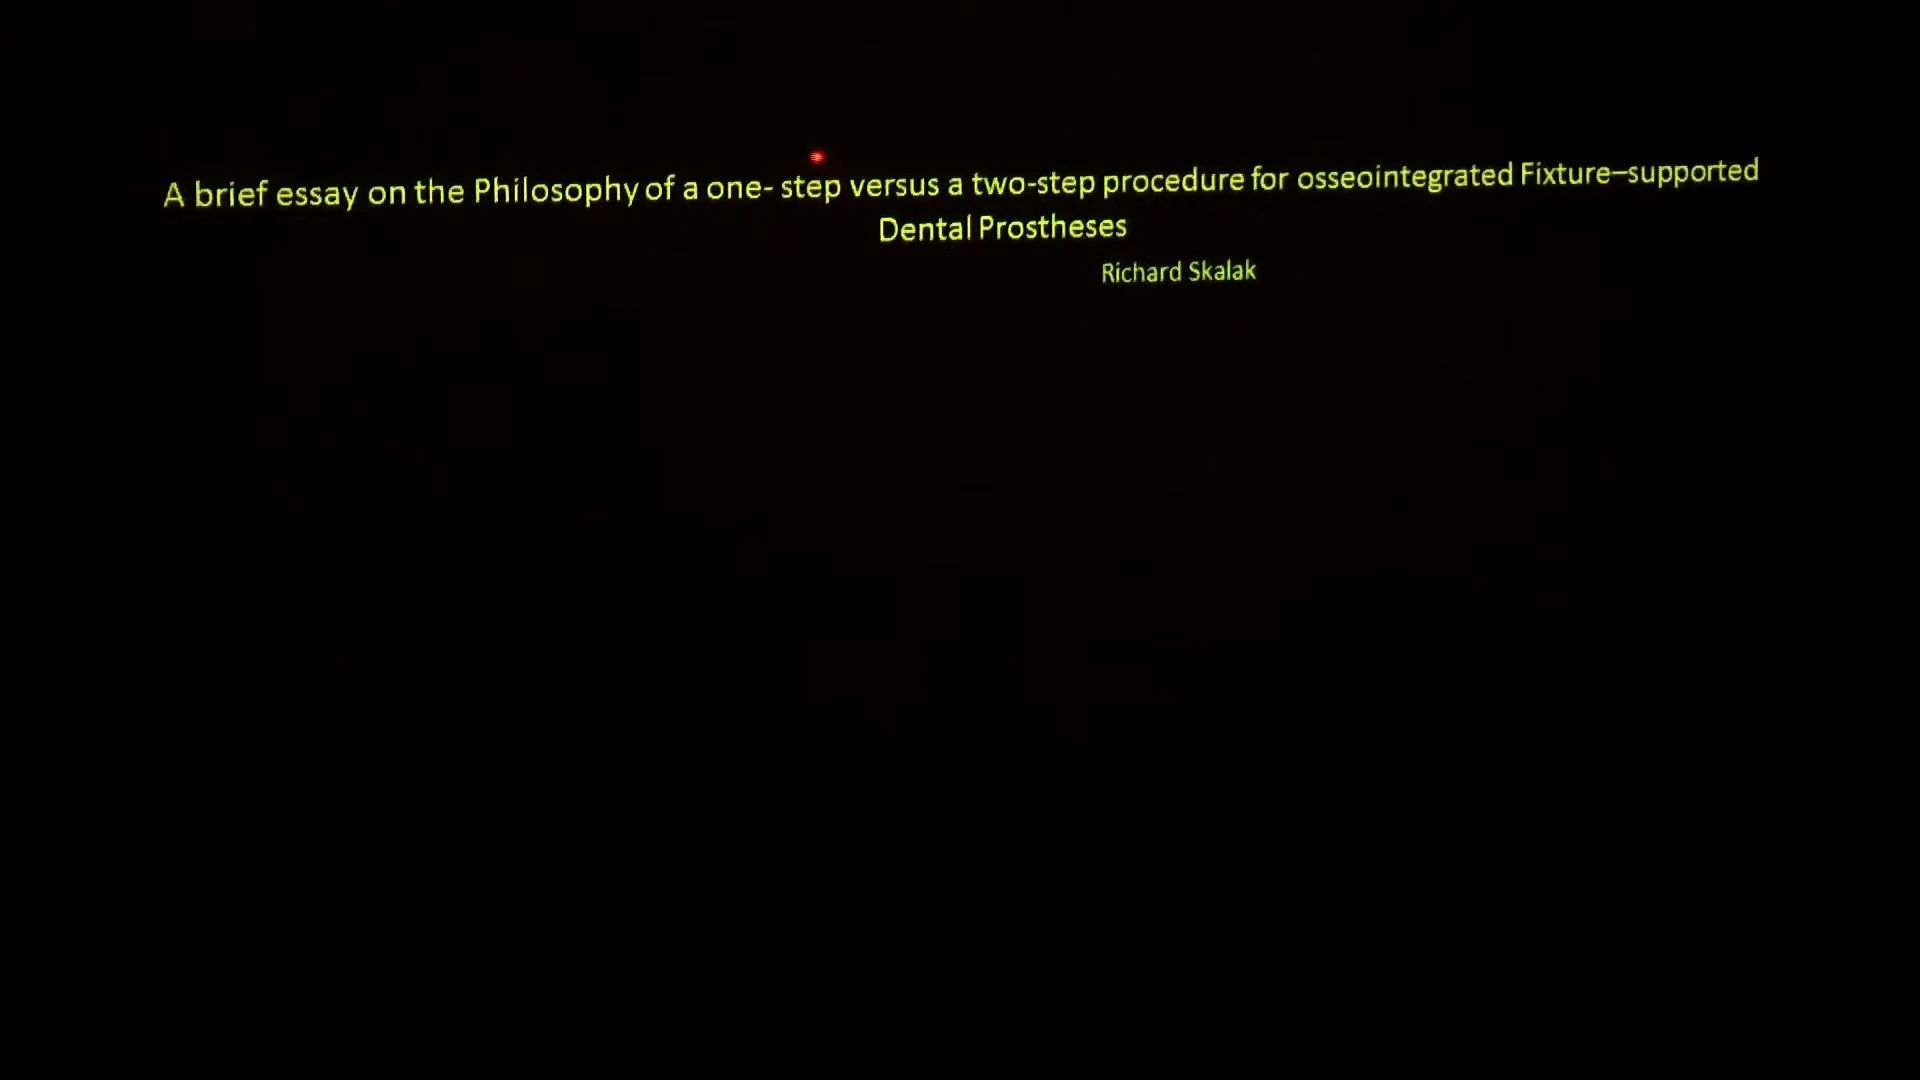 A brief essay on the Philosophy of a one- step versus a two-step procedure for osseointegrated Fixture–supported
Dental Prostheses
Richard Skalak